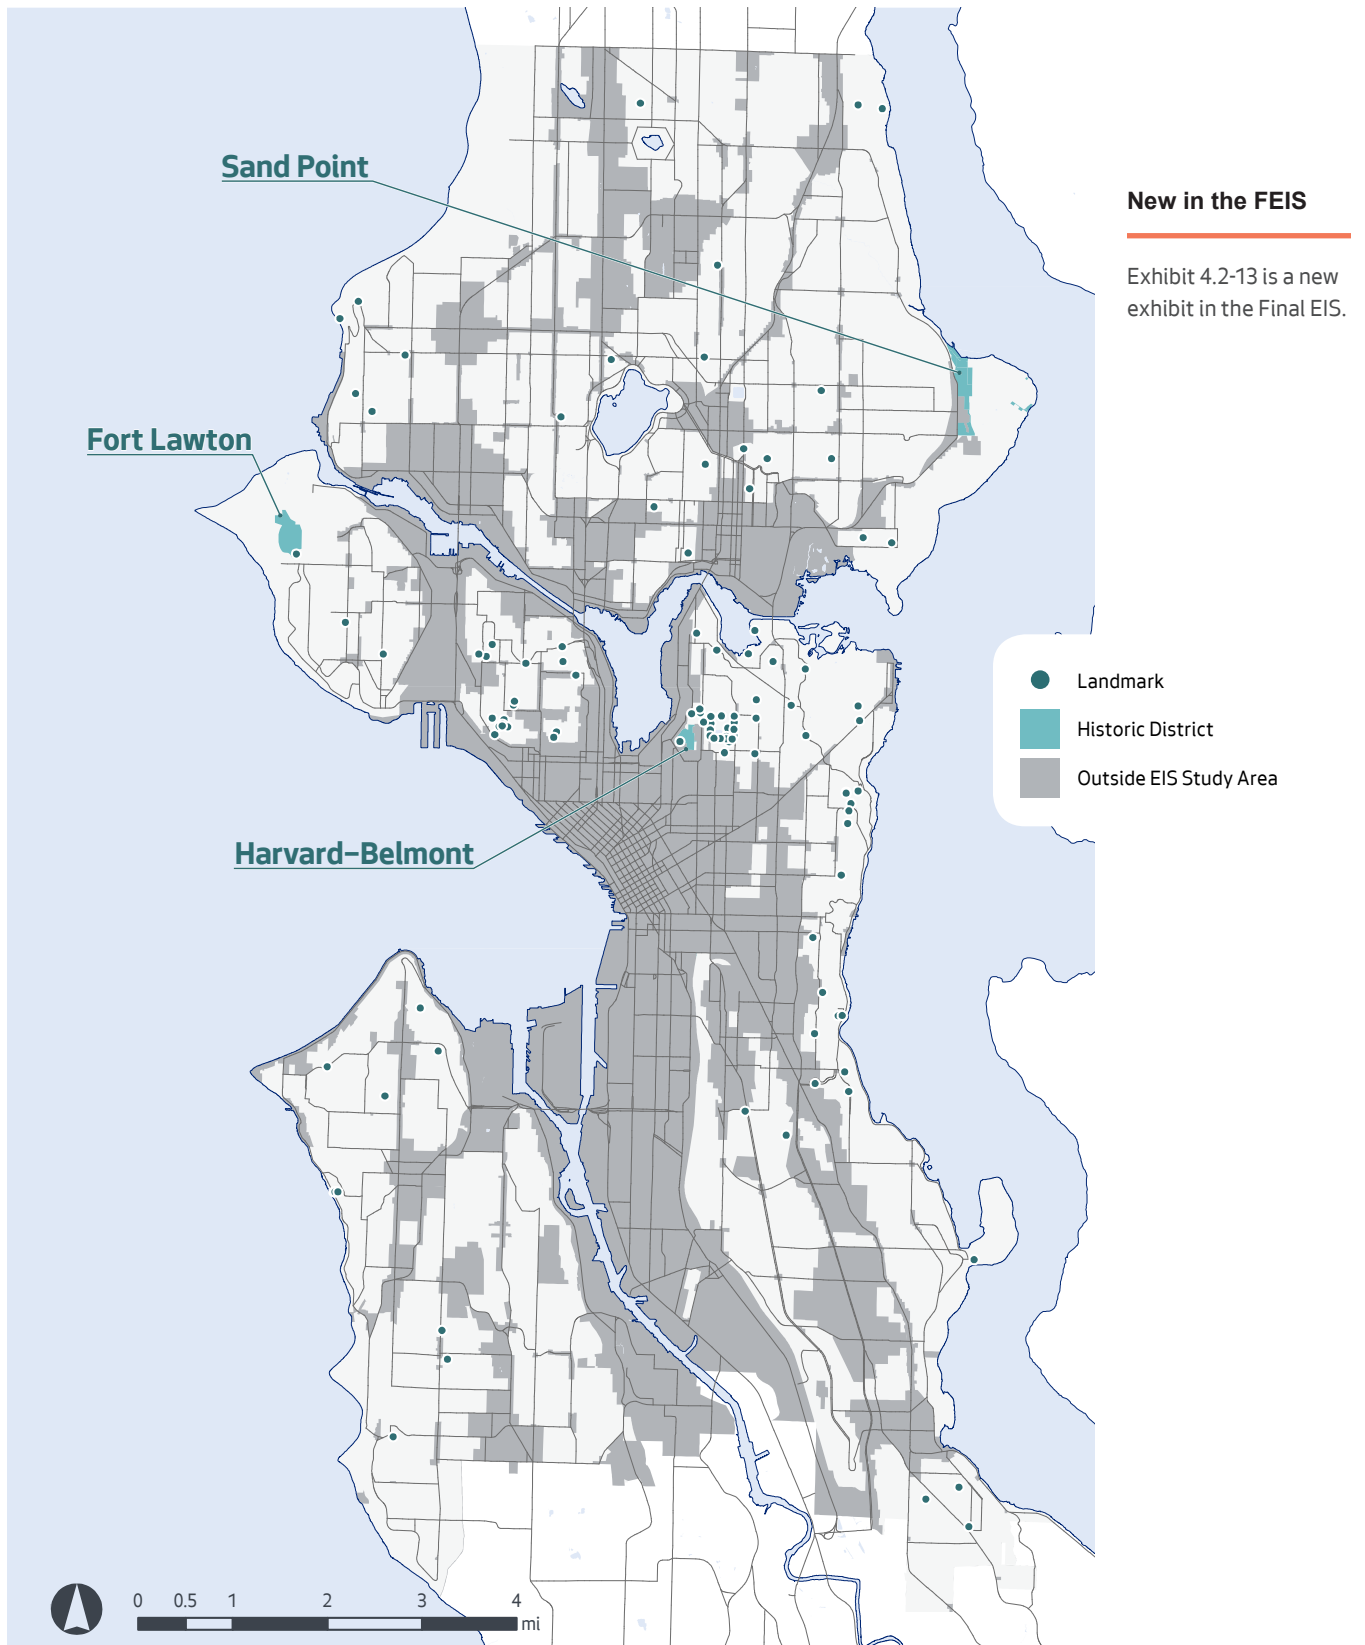 Sand Point
New in the FEIS
Exhibit 4.2-13 is a new
exhibit in the Final EIS.
Fort Lawton
Landmark
Historic District
Outside EIS Study Area
Harvard–Belmont
0 0.5 1 2 3 4
mi